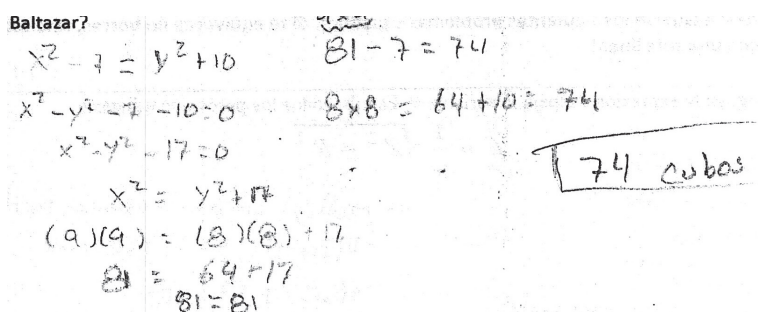 Baltazar?
x² - 7 = y² + 10
x² - y² - 7 - 10 = 0
x² - y² - 17 = 0
x² = y² + 17
(9)(9) = (8)(8) + 17
81 = 64 + 17
81 = 81
81 - 7 = 74
8x8 = 64 + 10 = 74
74 cubos